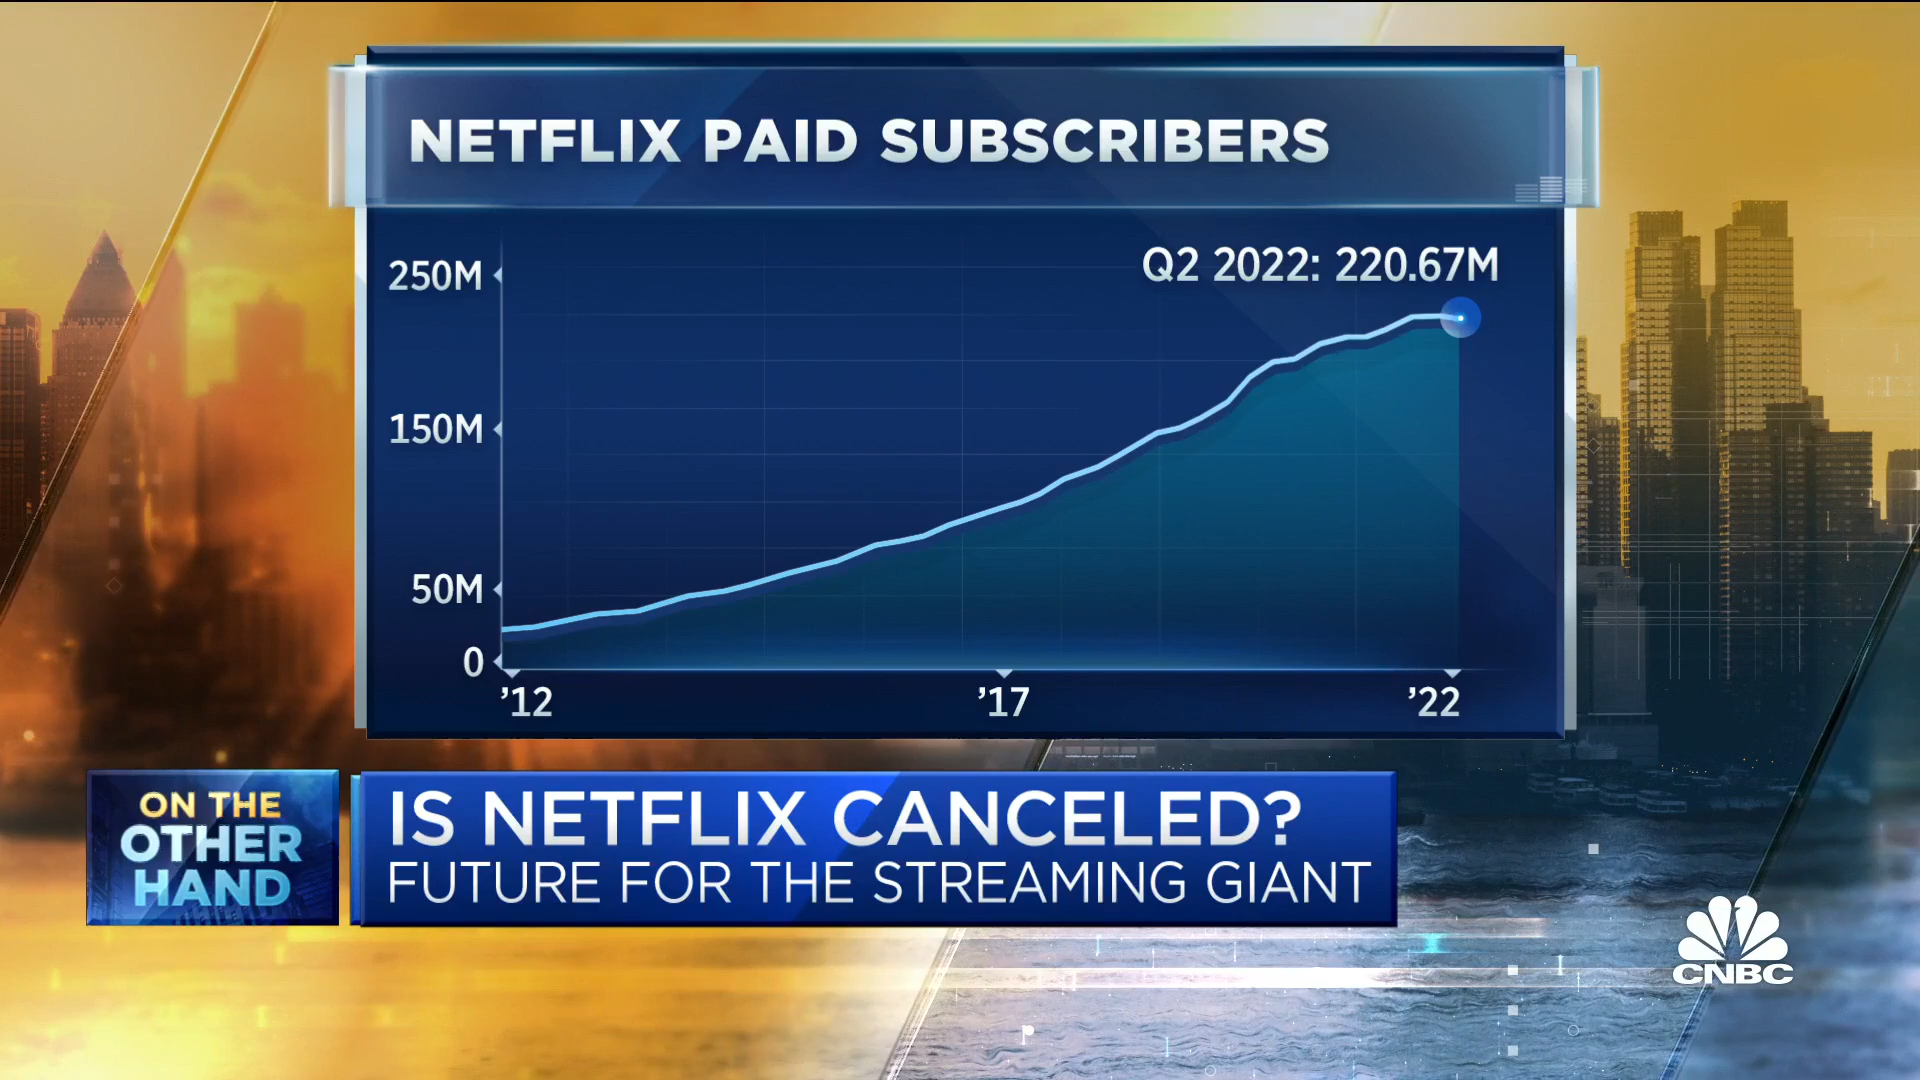 NETFLIX PAID SUBSCRIBERS
Q2 2022: 220.67M
250M
150M
50M
0
’12 ’17 ’22
ON THE
OTHER
HAND
IS NETFLIX CANCELED?
FUTURE FOR THE STREAMING GIANT
CNBC